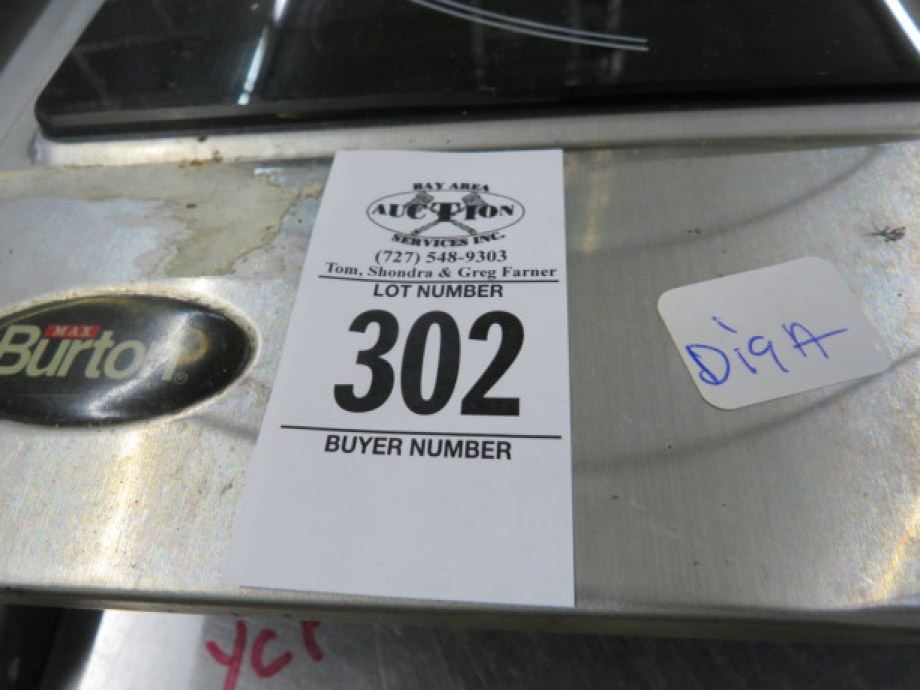 BAY AREA
AUCTION
SERVICES INC.
(727) 548-9303
Tom, Shondra & Greg Farner
LOT NUMBER
302
BUYER NUMBER
MAX
Burton®
DiqA